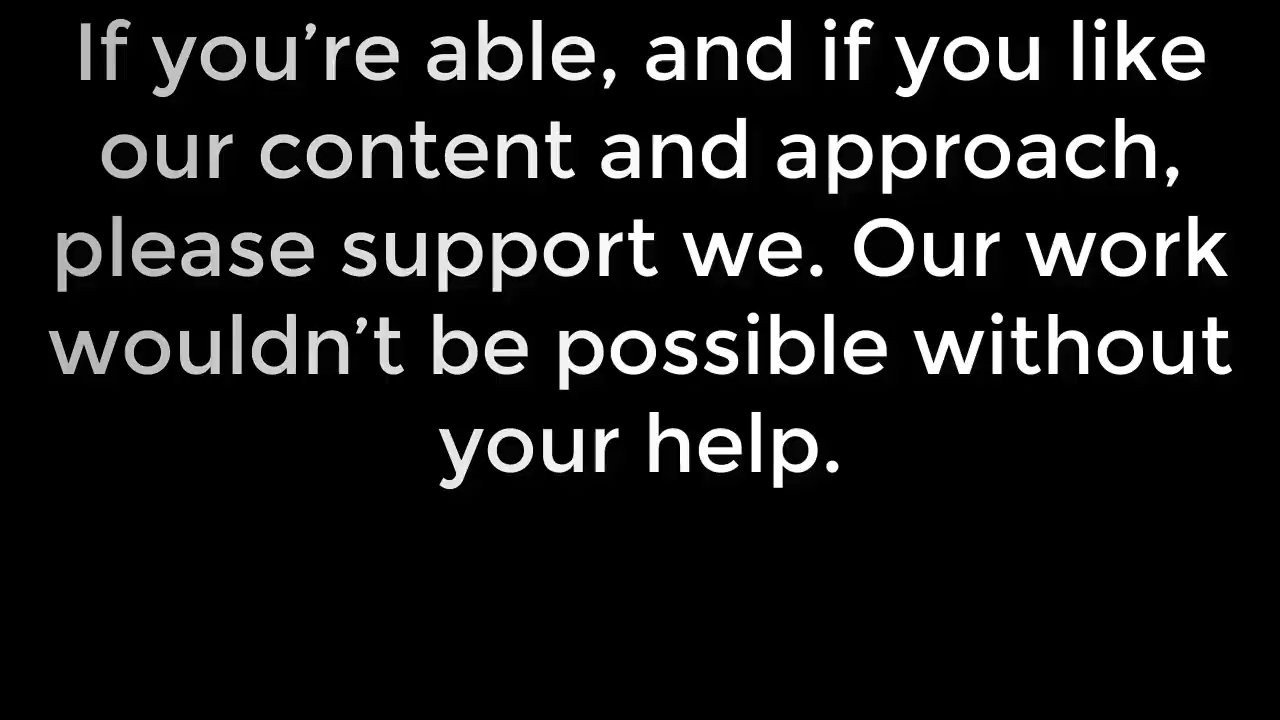 If you’re able, and if you like
our content and approach,
please support we. Our work
wouldn’t be possible without
your help.